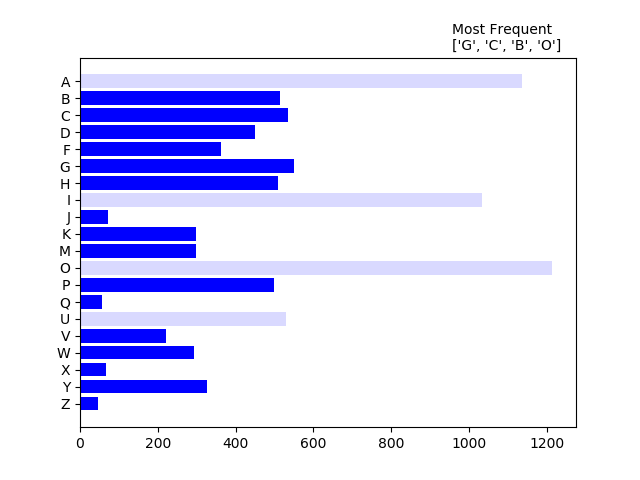 Most Frequent
['G', 'C', 'B', 'O']
A
B
C
D
F
G
H
I
J
K
M
O
P
Q
U
V
W
X
Y
Z
0 200 400 600 800 1000 1200